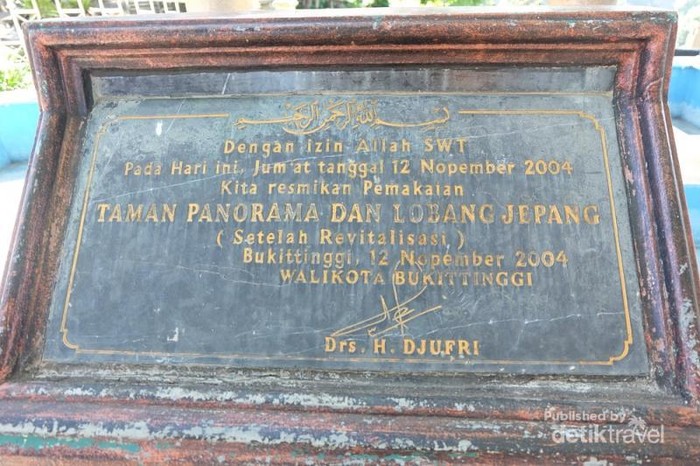 بسم الله الرحمن الرحيم
Dengan izin Allah SWT
Pada Hari ini, Jum'at tanggal 12 Nopember 2004
Kita resmikan Pemakaian
TAMAN PANORAMA DAN LOBANG JEPANG
( Setelah Revitalisasi )
Bukittinggi, 12 Nopember 2004
WALIKOTA BUKITTINGGI
Drs. H. DJUFRI
Published by
detiktravel